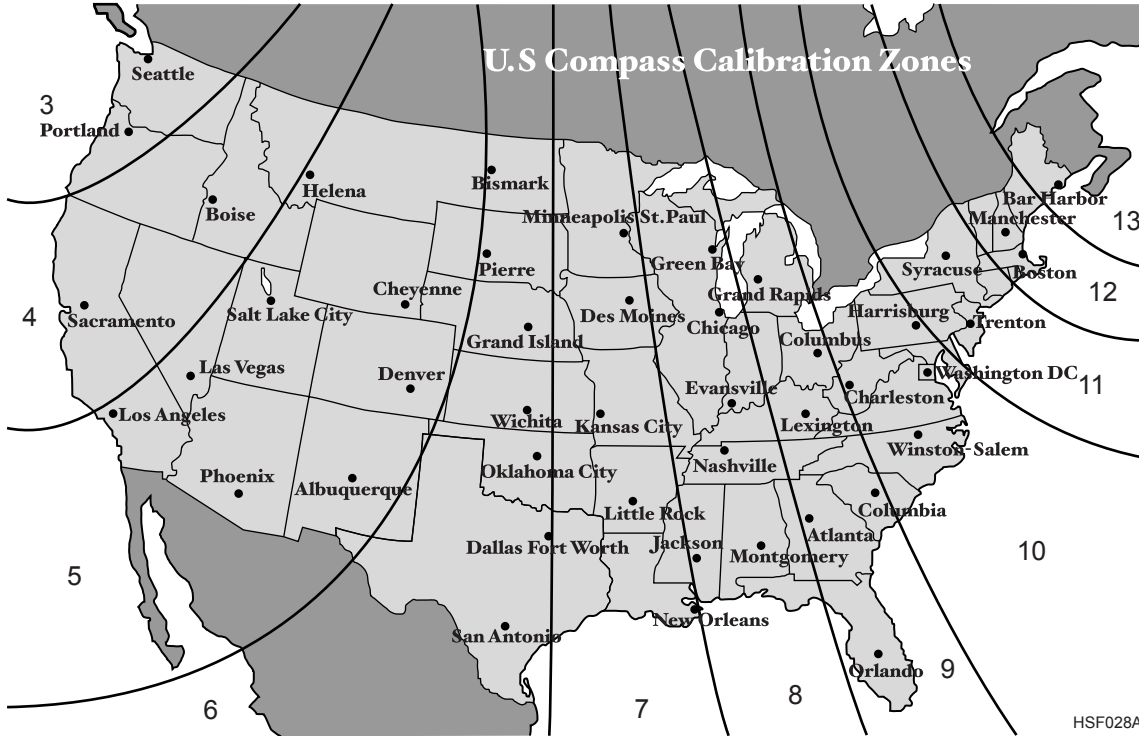 U.S Compass Calibration Zones
Seattle
3
Portland
Helena
Bismark
Boise
Minneapolis St.Paul
Bar Harbor
Manchester
13
Green Bay
Pierre
Syracuse
Boston
Cheyenne
Grand Rapids
12
Salt Lake City
Des Moines
Harrisburg
4
Sacramento
Chicago
Trenton
Grand Island
Columbus
Las Vegas
Denver
Washington DC
11
Evansville
Charleston
Los Angeles
Wichita
Kansas City
Lexington
Winston-Salem
Nashville
Oklahoma City
Phoenix
Albuquerque
Little Rock
Columbia
Atlanta
Dallas Fort Worth
Jackson
Montgomery
10
5
New Orleans
San Antonio
Orlando
9
8
6
7
HSF028A